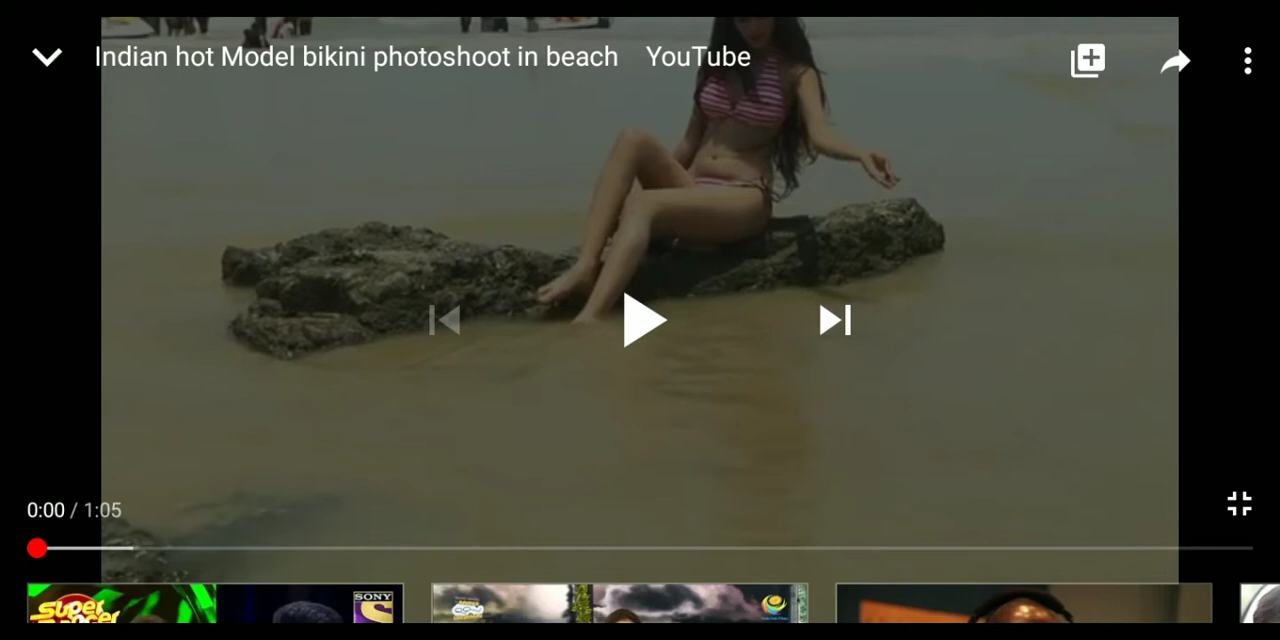 Indian hot Model bikini photoshoot in beach YouTube
0:00 / 1:05
SONY
Super
Dancer